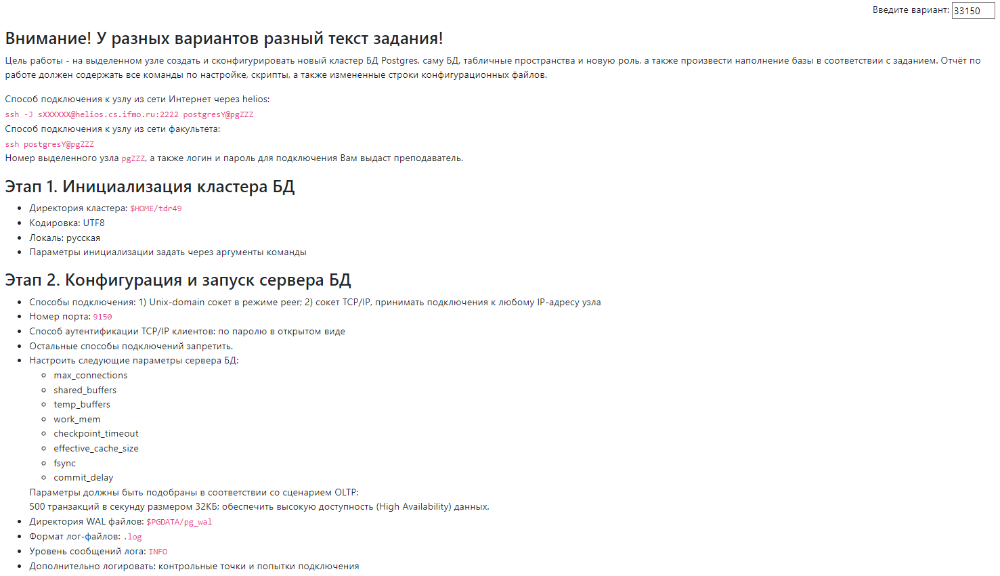 Введите вариант: 33150
Внимание! У разных вариантов разный текст задания!
Цель работы - на выделенном узле создать и сконфигурировать новый кластер БД Postgres, саму БД, табличные пространства и новую роль, а также произвести наполнение базы в соответствии с заданием. Отчёт по
работе должен содержать все команды по настройке, скрипты, а также измененные строки конфигурационных файлов.
Способ подключения к узлу из сети Интернет через helios:
ssh -J sXXXXXX@helios.cs.ifmo.ru:2222 postgresY@pgZZZ
Способ подключения к узлу из сети факультета:
ssh postgresY@pgZZZ
Номер выделенного узла pgZZZ, а также логин и пароль для подключения Вам выдаст преподаватель.
Этап 1. Инициализация кластера БД
• Директория кластера: $HOME/tdr49
• Кодировка: UTF8
• Локаль: русская
• Параметры инициализации задать через аргументы команды
Этап 2. Конфигурация и запуск сервера БД
• Способы подключения: 1) Unix-domain сокет в режиме peer; 2) сокет TCP/IP, принимать подключения к любому IP-адресу узла
• Номер порта: 9150
• Способ аутентификации TCP/IP клиентов: по паролю в открытом виде
• Остальные способы подключений запретить.
• Настроить следующие параметры сервера БД:
◦ max_connections
◦ shared_buffers
◦ temp_buffers
◦ work_mem
◦ checkpoint_timeout
◦ effective_cache_size
◦ fsync
◦ commit_delay
Параметры должны быть подобраны в соответствии со сценарием OLTP:
500 транзакций в секунду размером 32КБ; обеспечить высокую доступность (High Availability) данных.
• Директория WAL файлов: $PGDATA/pg_wal
• Формат лог-файлов: .log
• Уровень сообщений лога: INFO
• Дополнительно логировать: контрольные точки и попытки подключения